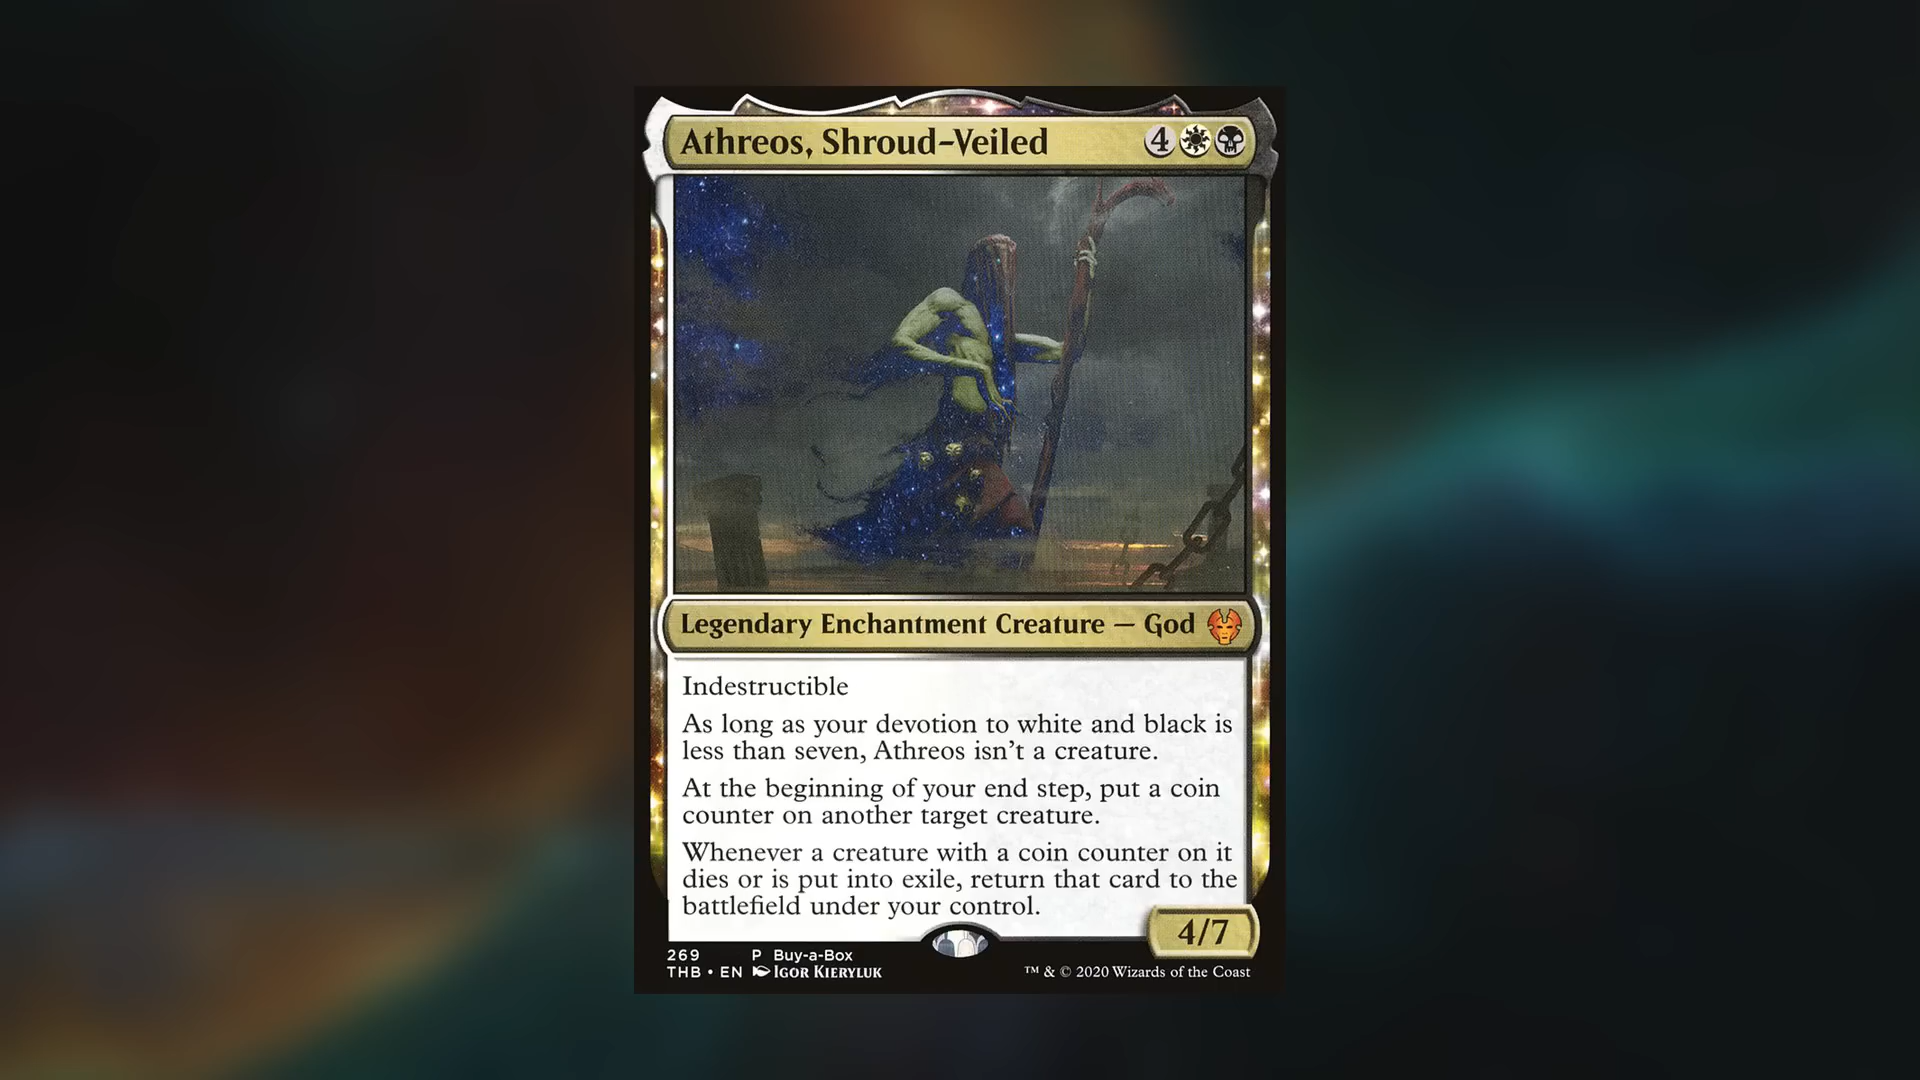 Athreos, Shroud-Veiled 4
Legendary Enchantment Creature — God
Indestructible
As long as your devotion to white and black is
less than seven, Athreos isn't a creature.
At the beginning of your end step, put a coin
counter on another target creature.
Whenever a creature with a coin counter on it
dies or is put into exile, return that card to the
battlefield under your control.
4/7
269 P Buy-a-Box
THB • EN Igor Kieryluk ™ & © 2020 Wizards of the Coast